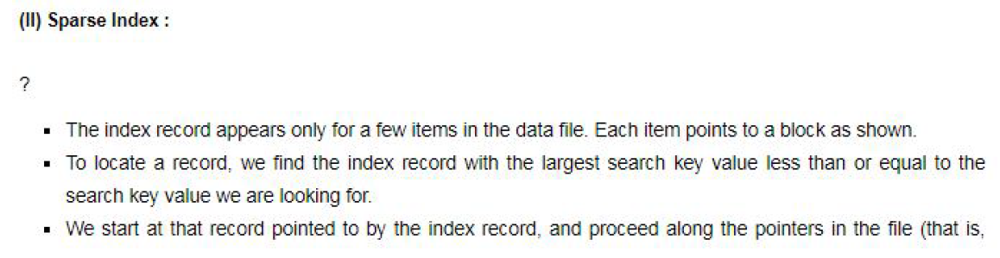 (II) Sparse Index :
?
▪ The index record appears only for a few items in the data file. Each item points to a block as shown.
▪ To locate a record, we find the index record with the largest search key value less than or equal to the
search key value we are looking for.
▪ We start at that record pointed to by the index record, and proceed along the pointers in the file (that is,